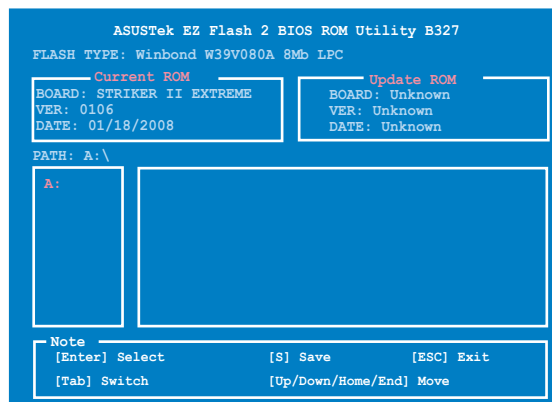 ASUSTek EZ Flash 2 BIOS ROM Utility B327
FLASH TYPE: Winbond W39V080A 8Mb LPC
Current ROM
BOARD: STRIKER II EXTREME
VER: 0106
DATE: 01/18/2008
Update ROM
BOARD: Unknown
VER: Unknown
DATE: Unknown
PATH: A:\
A:
Note
[Enter] Select [S] Save [ESC] Exit
[Tab] Switch [Up/Down/Home/End] Move